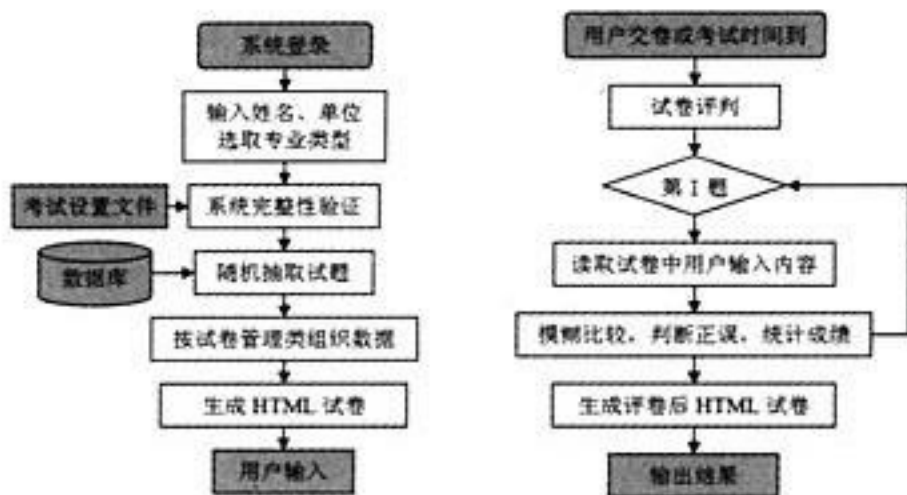 系统登录
输入姓名、单位
选取专业类型
考试设置文件
系统完整性验证
数据库
随机抽取试题
按试卷管理类组织数据
生成 HTML 试卷
用户输入
用户交卷或考试时间到
试卷评判
第 I 题
读取试卷中用户输入内容
模糊比较，判断正误，统计成绩
生成评卷后 HTML 试卷
输出结果